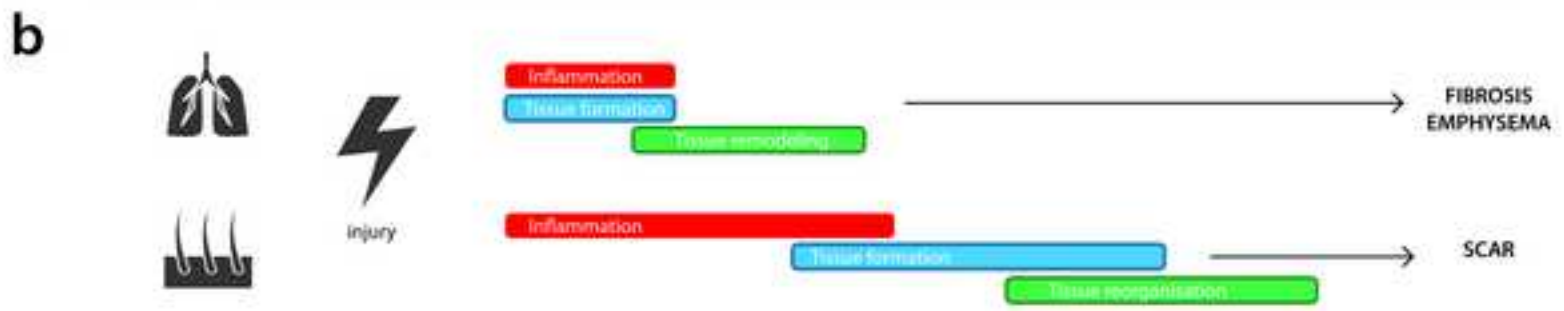 b
Inflammation
Tissue formation
Tissue remodeling
FIBROSIS
EMPHYSEMA
injury
Inflammation
Tissue formation
Tissue reorganisation
SCAR